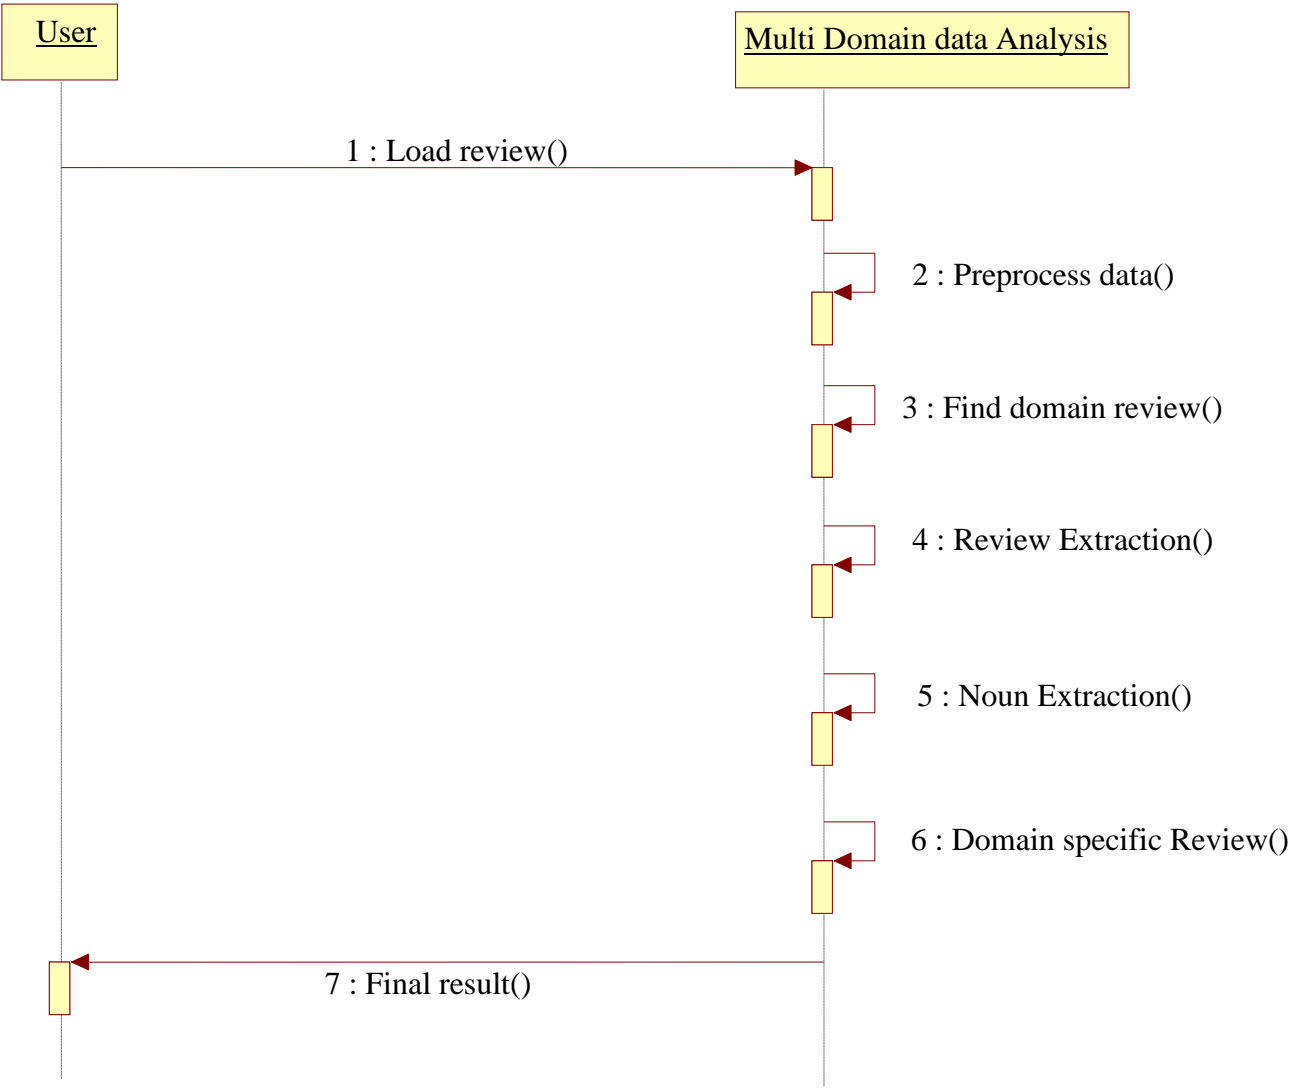 User
Multi Domain data Analysis
1 : Load review()
2 : Preprocess data()
3 : Find domain review()
4 : Review Extraction()
5 : Noun Extraction()
6 : Domain specific Review()
7 : Final result()